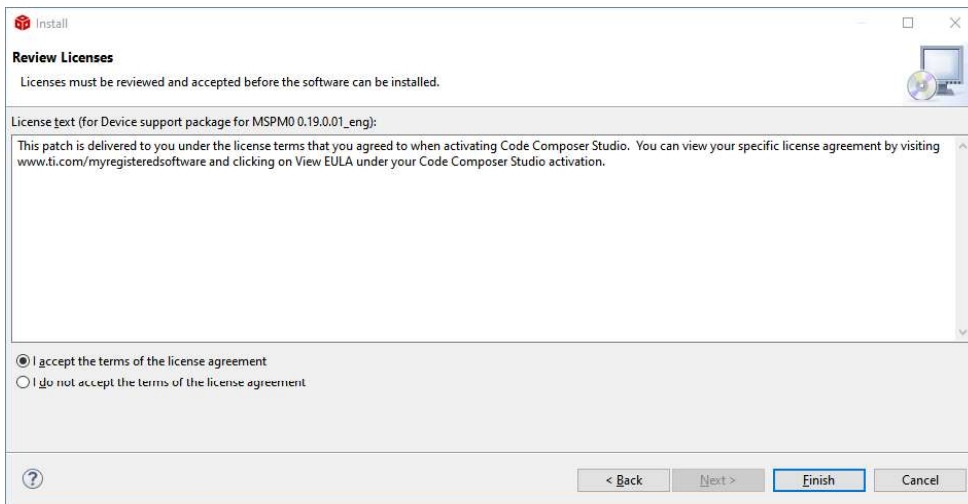 Install
Review Licenses
Licenses must be reviewed and accepted before the software can be installed.
License text (for Device support package for MSPM0 0.19.0.01_eng):
This patch is delivered to you under the license terms that you agreed to when activating Code Composer Studio. You can view your specific license agreement by visiting
www.ti.com/myregisteredsoftware and clicking on View EULA under your Code Composer Studio activation.
I accept the terms of the license agreement
I do not accept the terms of the license agreement
? < Back Next > Finish Cancel